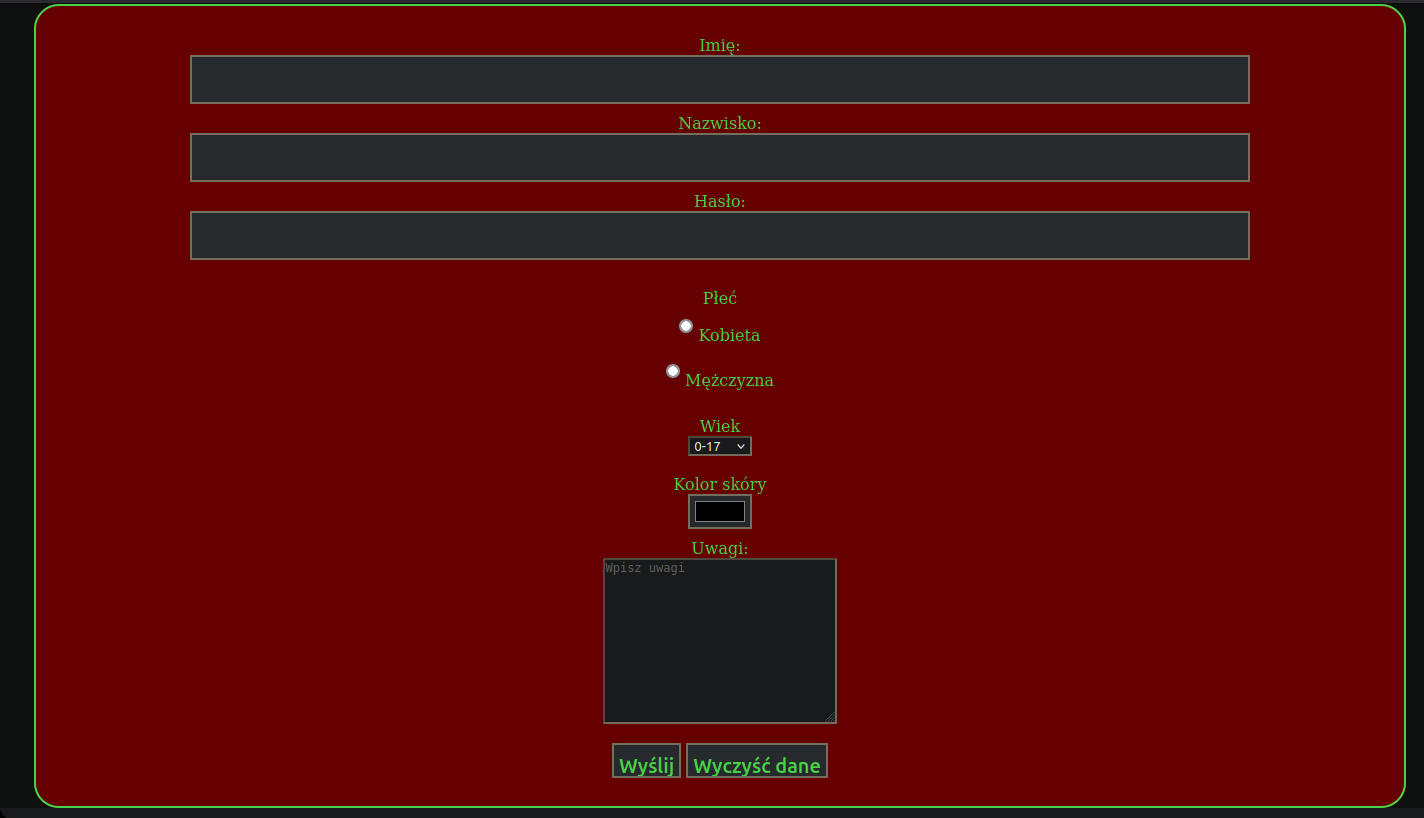 Imię:
Nazwisko:
Hasło:
Płeć
Kobieta
Mężczyzna
Wiek
0-17
Kolor skóry
Uwagi:
Wpisz uwagi
Wyślij Wyczyść dane